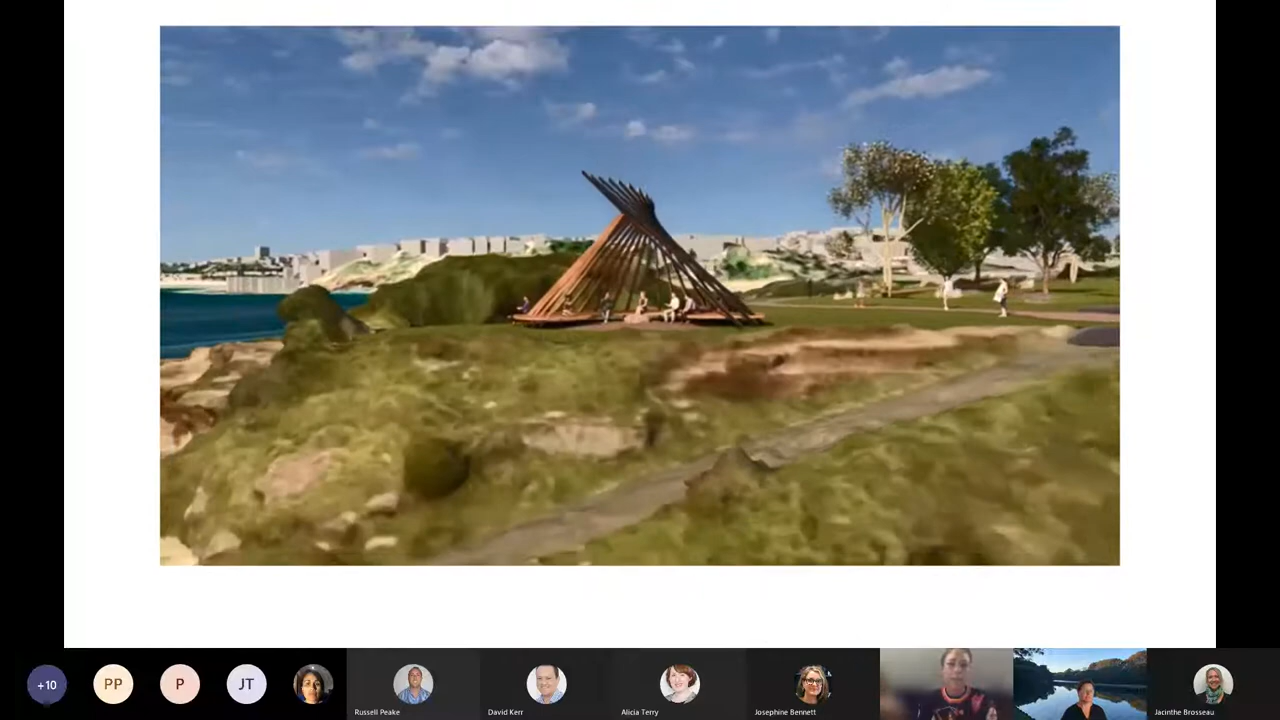 +10
PP
P
JT
Russell Peake
David Kerr
Alicia Terry
Josephine Bennett
Jacinthe Brosseau